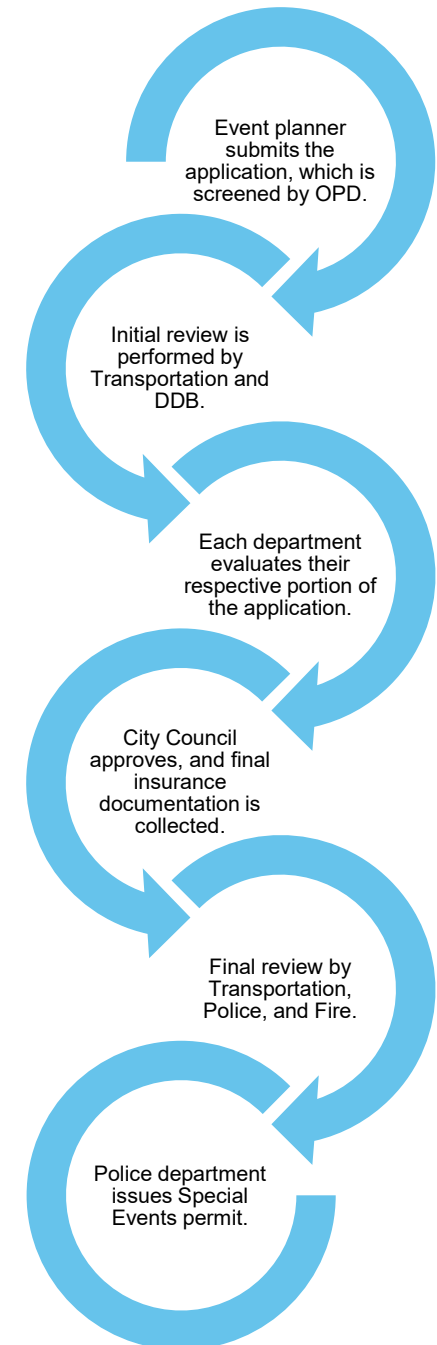 Event planner
submits the
application, which is
screened by OPD.
Initial review is
performed by
Transportation and
DDB.
Each department
evaluates their
respective portion of
the application.
City Council
approves, and final
insurance
documentation is
collected.
Final review by
Transportation,
Police, and Fire.
Police department
issues Special
Events permit.